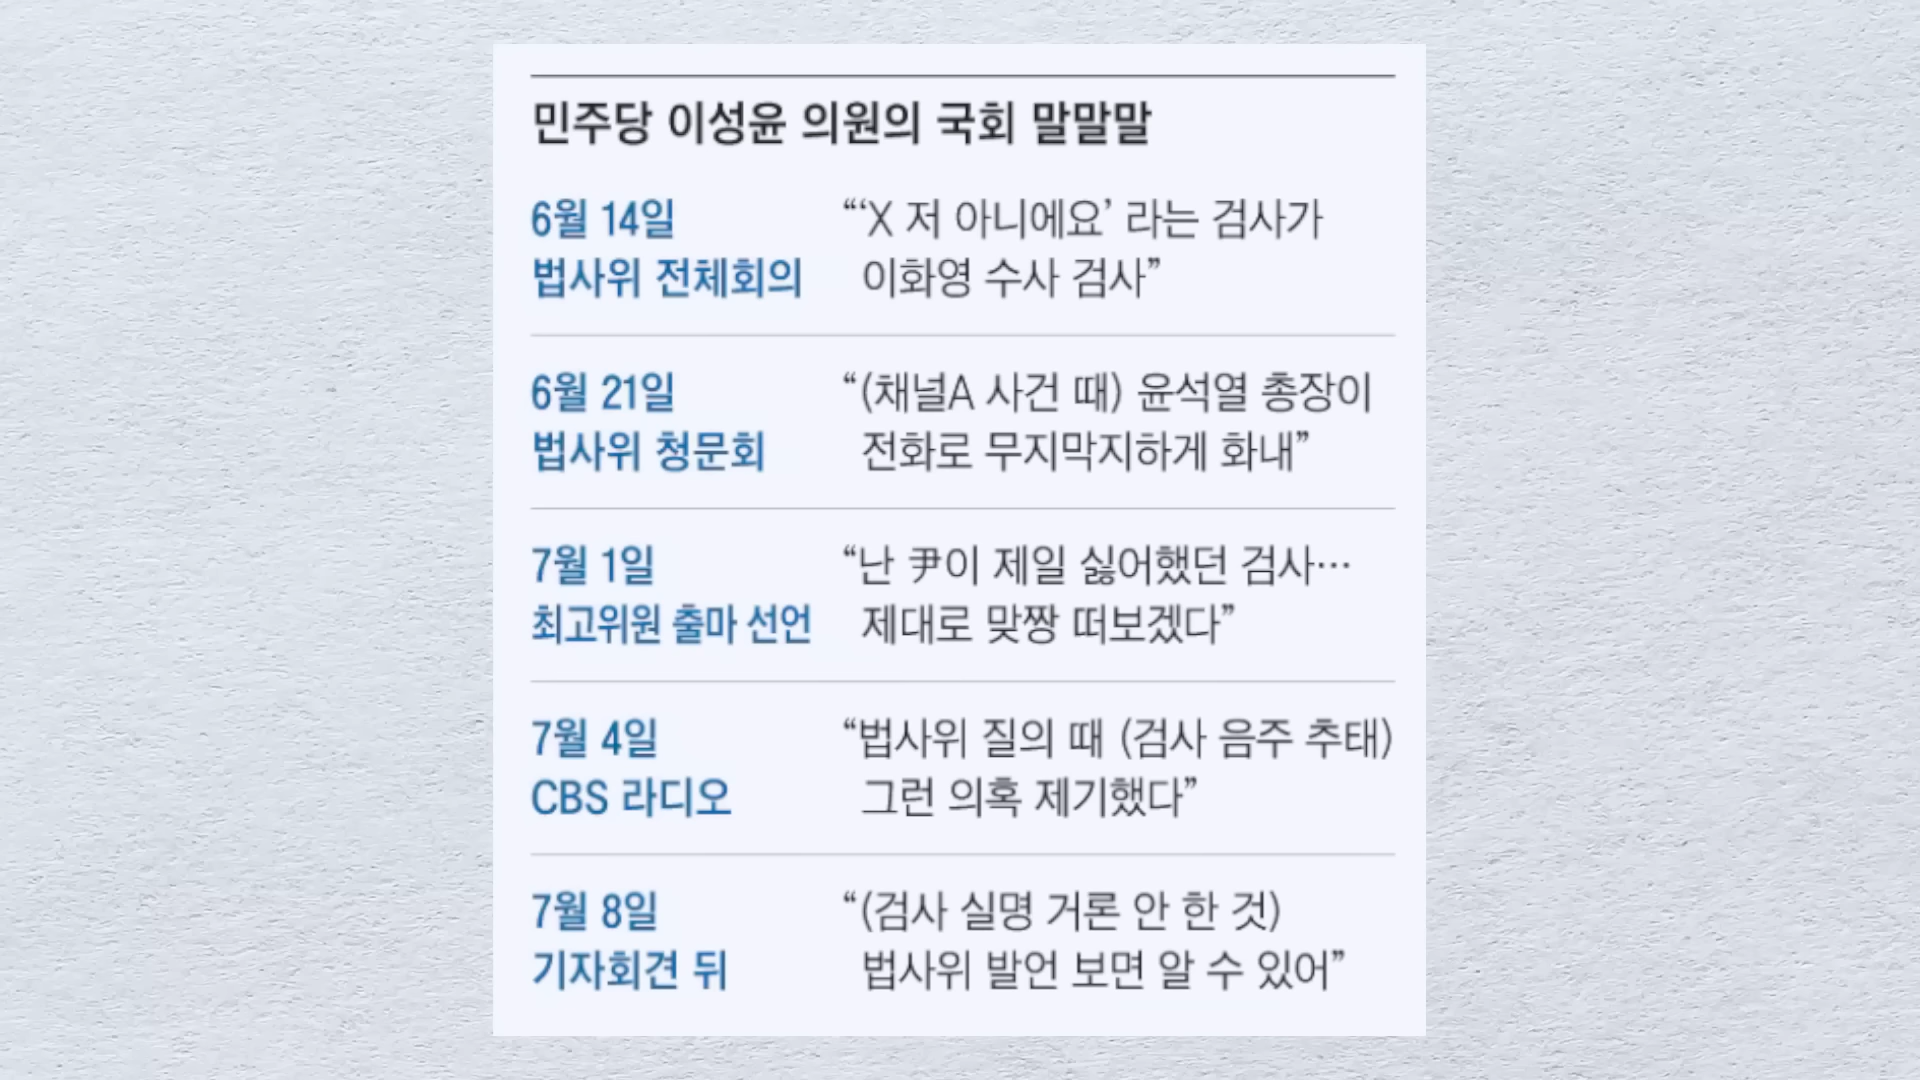 민주당 이성윤 의원의 국회 말말말
6월 14일
법사위 전체회의
“‘X 저 아니에요’ 라는 검사가
이화영 수사 검사”
6월 21일
법사위 청문회
“(채널A 사건 때) 윤석열 총장이
전화로 무지막지하게 화내”
7월 1일
최고위원 출마 선언
“난 尹이 제일 싫어했던 검사…
제대로 맞짱 떠보겠다”
7월 4일
CBS 라디오
“법사위 질의 때 (검사 음주 추태)
그런 의혹 제기했다”
7월 8일
기자회견 뒤
“(검사 실명 거론 안 한 것)
법사위 발언 보면 알 수 있어”